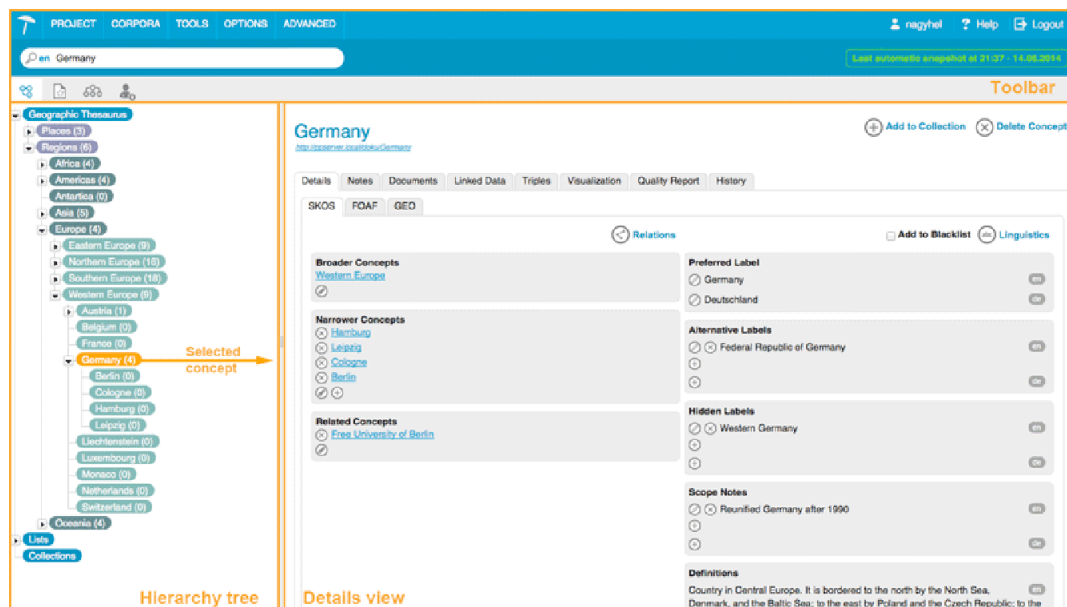 PROJECT CORPORA TOOLS OPTIONS ADVANCED nagyhel ? Help Logout
en Germany
Last automatic snapshot at 21:37 - 14.08.2014
Toolbar
Geographic Thesaurus
Places (3)
Regions (6)
Africa (4)
Americas (4)
Antartica (0)
Asia (5)
Europe (4)
Eastern Europe (9)
Northern Europe (16)
Southern Europe (18)
Western Europe (9)
Austria (1)
Belgium (0)
France (0)
Germany (4)
Berlin (0)
Cologne (0)
Hamburg (0)
Leipzig (0)
Liechtenstein (0)
Luxembourg (0)
Monaco (0)
Netherlands (0)
Switzerland (0)
Oceania (4)
Lists
Collections
Hierarchy tree
Selected
concept
Germany
Add to Collection Delete Concept
Details Notes Documents Linked Data Triples Visualization Quality Report History
SKOS FOAF GEO
Relations
Add to Blacklist abc Linguistics
Broader Concepts
Western Europe
Narrower Concepts
Hamburg
Leipzig
Cologne
Berlin
Related Concepts
Free University of Berlin
Preferred Label
Germany en
Deutschland de
Alternative Labels
Federal Republic of Germany en
de
Hidden Labels
Western Germany en
de
Scope Notes
Reunified Germany after 1990 en
de
Definitions
Country in Central Europe. It is bordered to the north by the North Sea, en
Denmark, and the Baltic Sea; to the east by Poland and the Czech Republic; to the
Details view